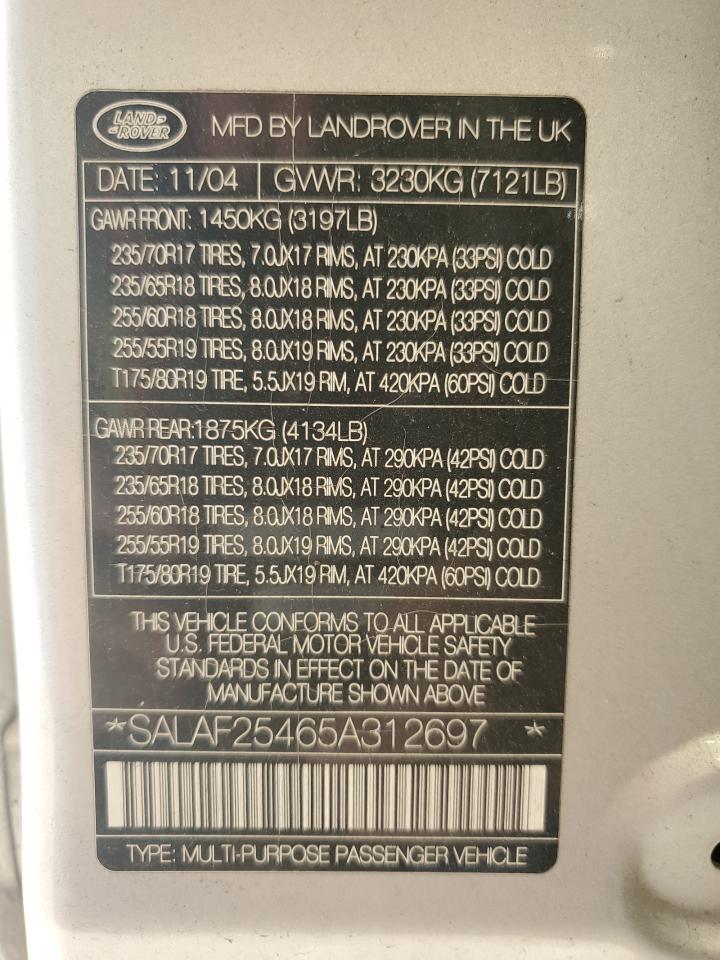 LAND-
-ROVER
MFD BY LANDROVER IN THE UK
DATE: 11/04 GVWR: 3230KG (7121LB)
GAWR FRONT: 1450KG (3197LB)
235/70R17 TIRES, 7.0JX17 RIMS, AT 230KPA (33PSI) COLD
235/65R18 TIRES, 8.0JX18 RIMS, AT 230KPA (33PSI) COLD
255/60R18 TIRES, 8.0JX18 RIMS, AT 230KPA (33PSI) COLD
255/55R19 TIRES, 8.0JX19 RIMS, AT 230KPA (33PSI) COLD
T175/80R19 TIRE, 5.5JX19 RIM, AT 420KPA (60PSI) COLD
GAWR REAR:1875KG (4134LB)
235/70R17 TIRES, 7.0JX17 RIMS, AT 290KPA (42PSI) COLD
235/65R18 TIRES, 8.0JX18 RIMS, AT 290KPA (42PSI) COLD
255/60R18 TIRES, 8.0JX18 RIMS, AT 290KPA (42PSI) COLD
255/55R19 TIRES, 8.0JX19 RIMS, AT 290KPA (42PSI) COLD
T175/80R19 TIRE, 5.5JX19 RIM, AT 420KPA (60PSI) COLD
THIS VEHICLE CONFORMS TO ALL APPLICABLE
U.S. FEDERAL MOTOR VEHICLE SAFETY
STANDARDS IN EFFECT ON THE DATE OF
MANUFACTURE SHOWN ABOVE
*SALAF25465A312697 *
TYPE: MULTI-PURPOSE PASSENGER VEHICLE